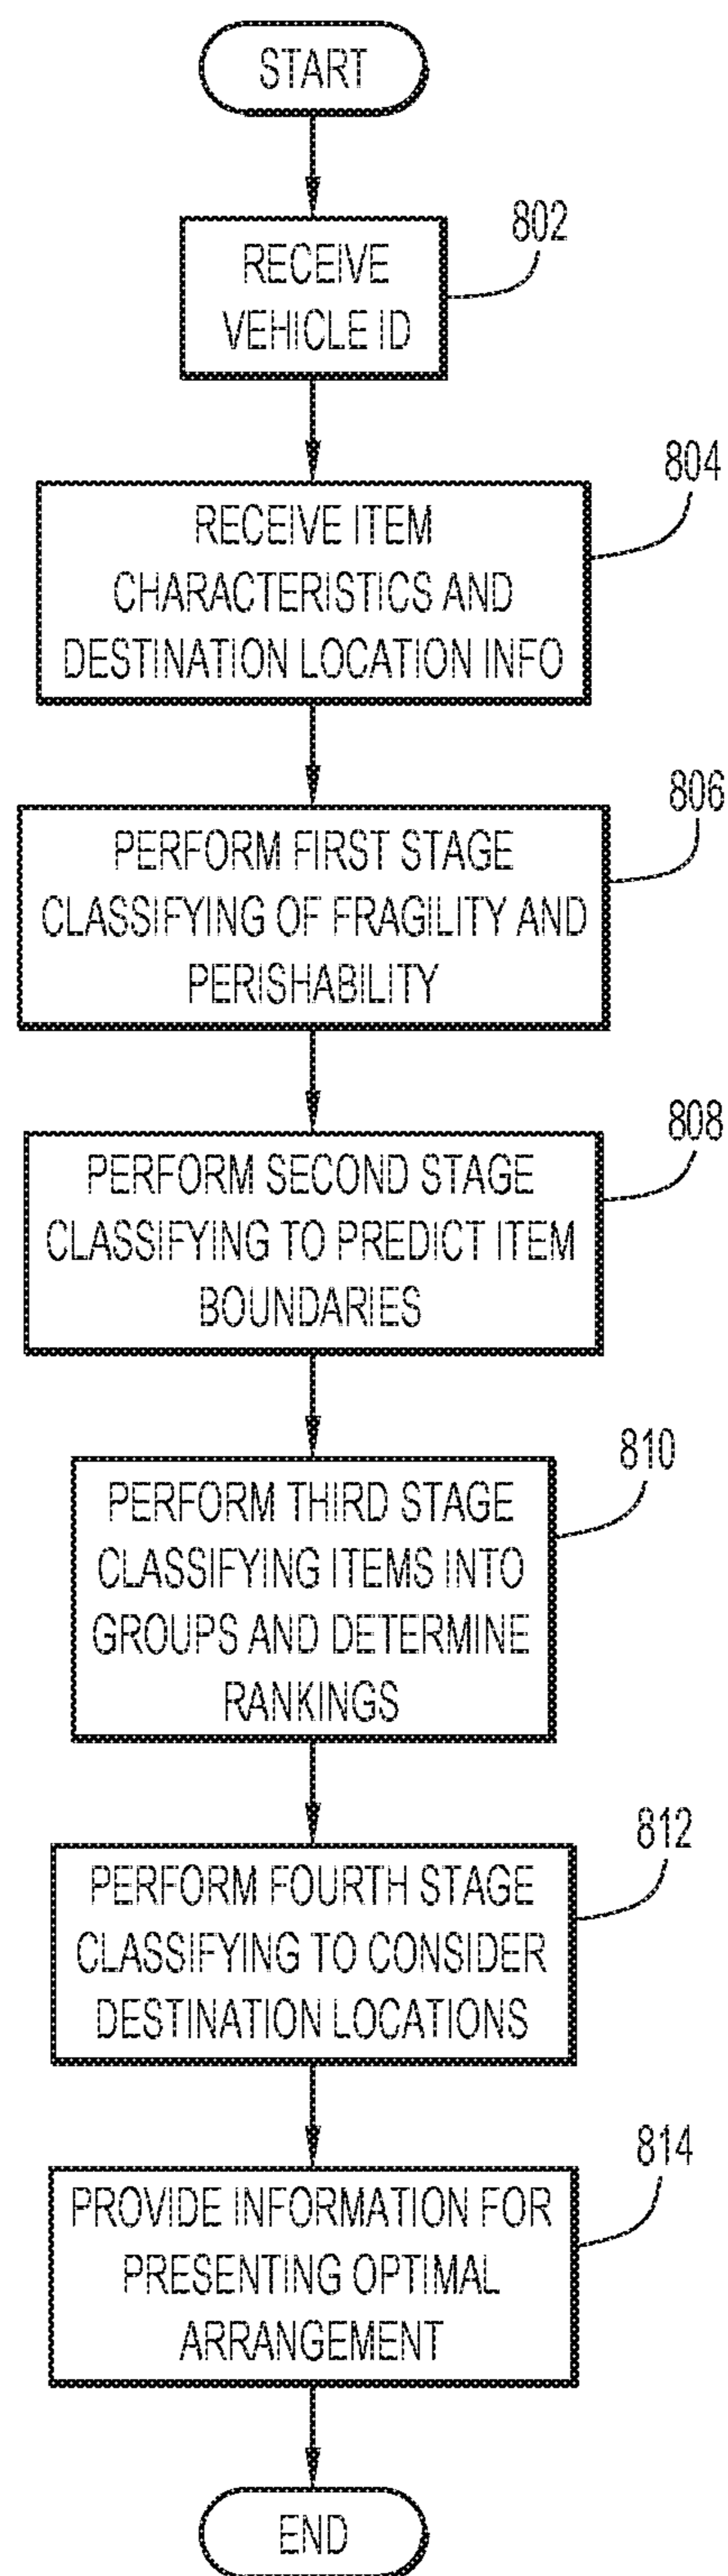 START
802
RECEIVE
VEHICLE ID
804
RECEIVE ITEM
CHARACTERISTICS AND
DESTINATION LOCATION INFO
806
PERFORM FIRST STAGE
CLASSIFYING OF FRAGILITY AND
PERISHABILITY
808
PERFORM SECOND STAGE
CLASSIFYING TO PREDICT ITEM
BOUNDARIES
810
PERFORM THIRD STAGE
CLASSIFYING ITEMS INTO
GROUPS AND DETERMINE
RANKINGS
812
PERFORM FOURTH STAGE
CLASSIFYING TO CONSIDER
DESTINATION LOCATIONS
814
PROVIDE INFORMATION FOR
PRESENTING OPTIMAL
ARRANGEMENT
END